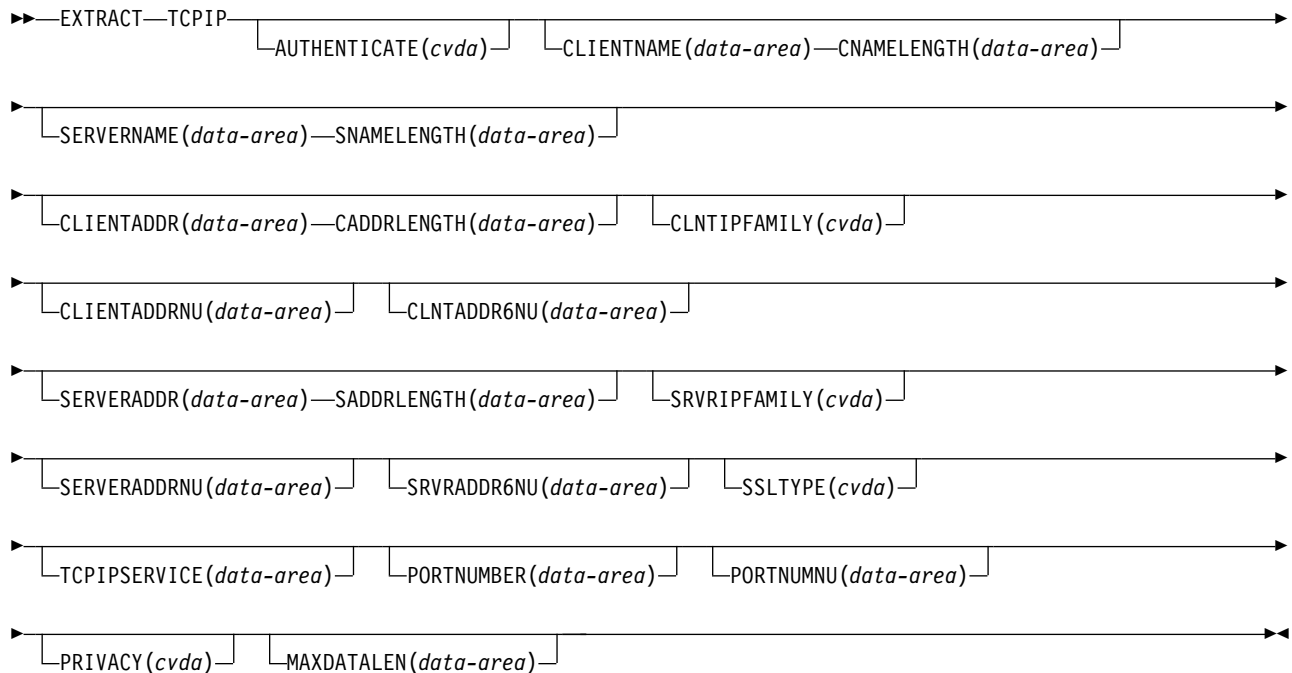 EXTRACT TCPIP
AUTHENTICATE(cvda) CLIENTNAME(data-area) CNAMELENGTH(data-area)
SERVERNAME(data-area) SNAMELENGTH(data-area)
CLIENTADDR(data-area) CADDRLENGTH(data-area) CLNTIPFAMILY(cvda)
CLIENTADDRNU(data-area) CLNTADDR6NU(data-area)
SERVERADDR(data-area) SADDRLENGTH(data-area) SRVRIPFAMILY(cvda)
SERVERADDRNU(data-area) SRVRADDR6NU(data-area) SSLTYPE(cvda)
TCPIPSERVICE(data-area) PORTNUMBER(data-area) PORTNUMNU(data-area)
PRIVACY(cvda) MAXDATALEN(data-area)